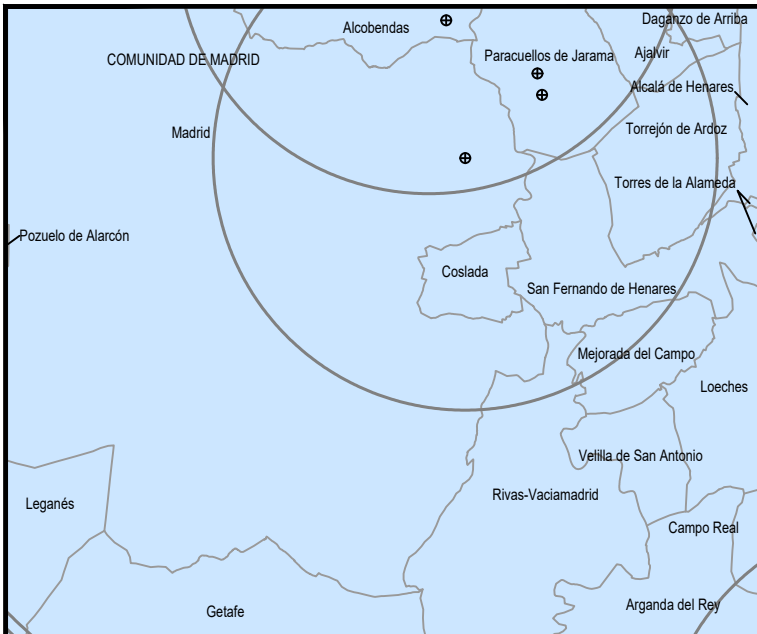 Daganzo de Arriba
Alcobendas
Ajalvir
Paracuellos de Jarama
COMUNIDAD DE MADRID
Alcalá de Henares
Torrejón de Ardoz
Madrid
Torres de la Alameda
Pozuelo de Alarcón
Coslada
San Fernando de Henares
Mejorada del Campo
Loeches
Velilla de San Antonio
Rivas-Vaciamadrid
Leganés
Campo Real
Arganda del Rey
Getafe